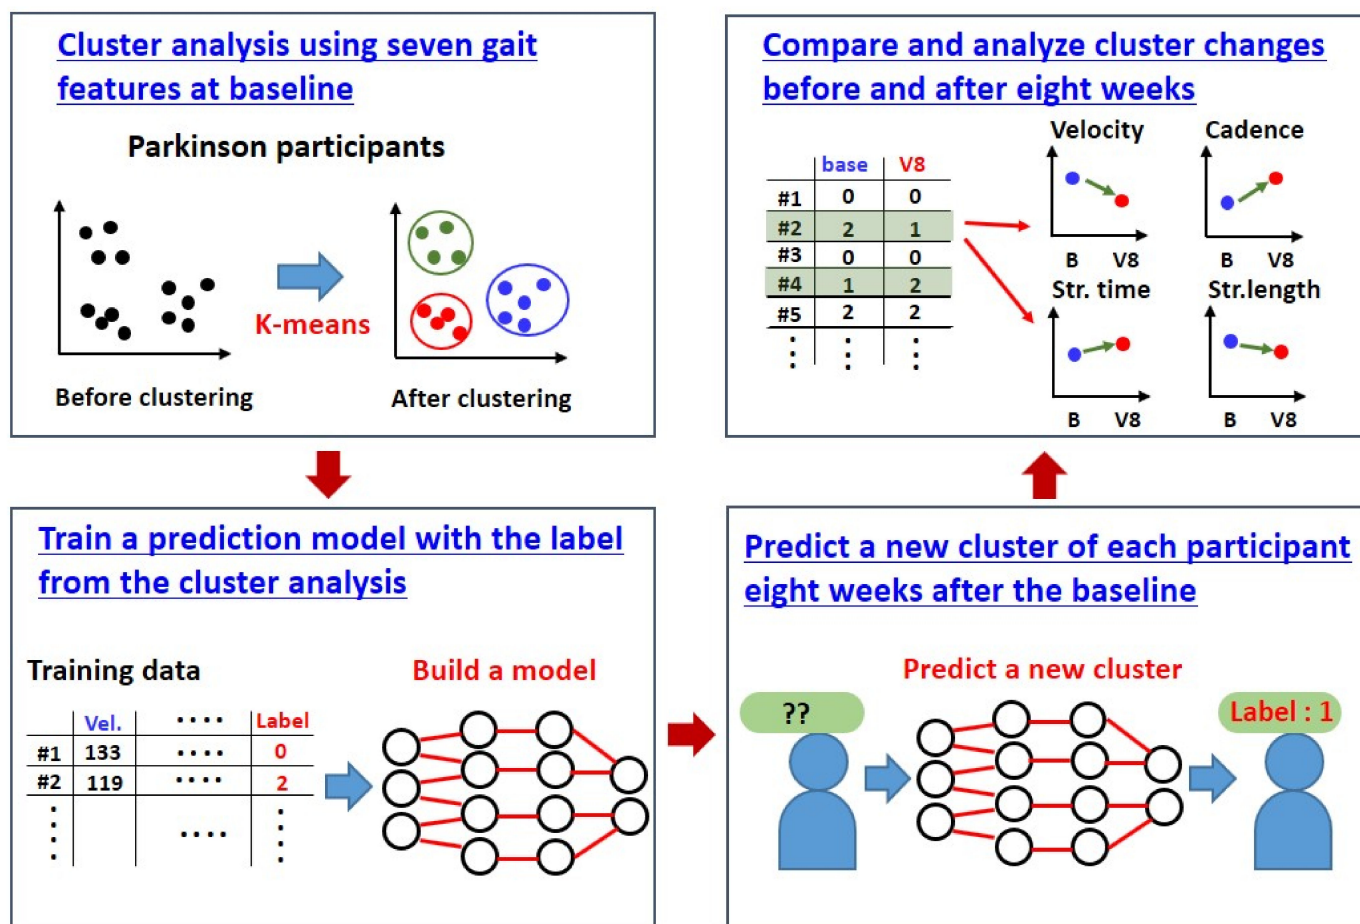 Cluster analysis using seven gait
features at baseline
Parkinson participants
K-means
Before clustering
After clustering
Train a prediction model with the label
from the cluster analysis
Training data
Build a model
Vel. •••• Label
#1 133 •••• 0
#2 119 •••• 2
••••
Predict a new cluster of each participant
eight weeks after the baseline
Predict a new cluster
??
Label : 1
Compare and analyze cluster changes
before and after eight weeks
base V8
#1 0 0
#2 2 1
#3 0 0
#4 1 2
#5 2 2
Velocity
B V8
Cadence
B V8
Str. time
B V8
Str.length
B V8